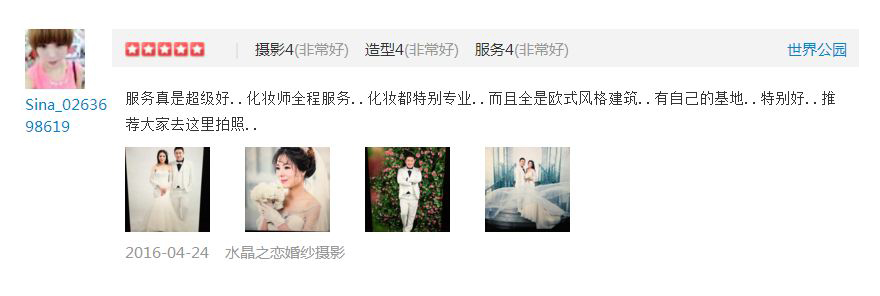 摄影4(非常好) 造型4(非常好) 服务4(非常好) 世界公园
Sina_02636
98619
服务真是超级好..化妆师全程服务..化妆都特别专业..而且全是欧式风格建筑..有自己的基地..特别好..推
荐大家去这里拍照..
2016-04-24 水晶之恋婚纱摄影